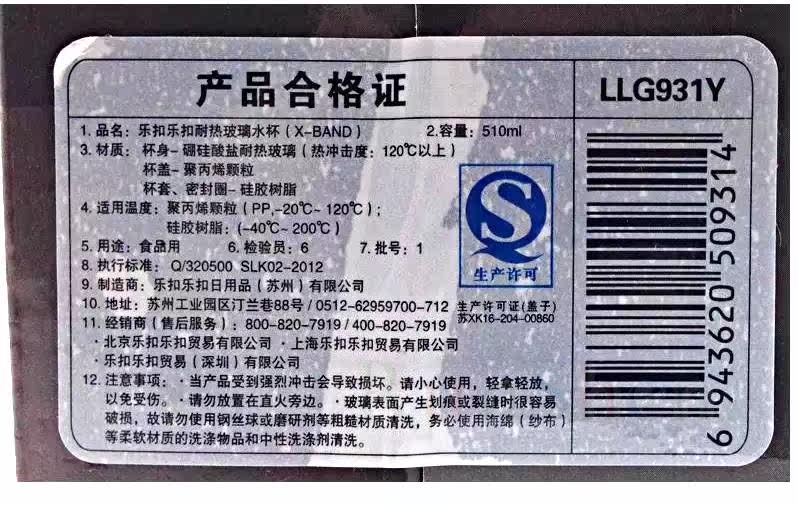 产品合格证
LLG931Y
1. 品名：乐扣乐扣耐热玻璃水杯（X-BAND） 2.容量：510ml
3. 材质：杯身-硼硅酸盐耐热玻璃（热冲击度：120℃以上）
杯盖-聚丙烯颗粒
杯套、密封圈-硅胶树脂
4. 适用温度：聚丙烯颗粒（PP,-20℃~120℃）；
硅胶树脂：(-40℃~200℃)
5. 用途：食品用 6. 检验员：6 7. 批号：1
8. 执行标准：Q/320500 SLK02-2012
9. 制造商：乐扣乐扣日用品（苏州）有限公司
10. 地址：苏州工业园区汀兰巷88号/0512-62959700-712
11. 经销商（售后服务）：800-820-7919/400-820-7919
·北京乐扣乐扣贸易有限公司·上海乐扣乐扣贸易有限公司
·乐扣乐扣贸易（深圳）有限公司
12. 注意事项：·当产品受到强烈冲击会导致损坏。请小心使用，轻拿轻放，
以免受伤。·请勿放置在直火旁边。·玻璃表面产生划痕或裂缝时很容易
破损，故请勿使用钢丝球或磨研剂等粗糙材质清洗，务必使用海绵（纱布）
等柔软材质的洗涤物品和中性洗涤剂清洗。
QS
生产许可
生产许可证(盖子)
苏XK16-204-00860
6943620509314